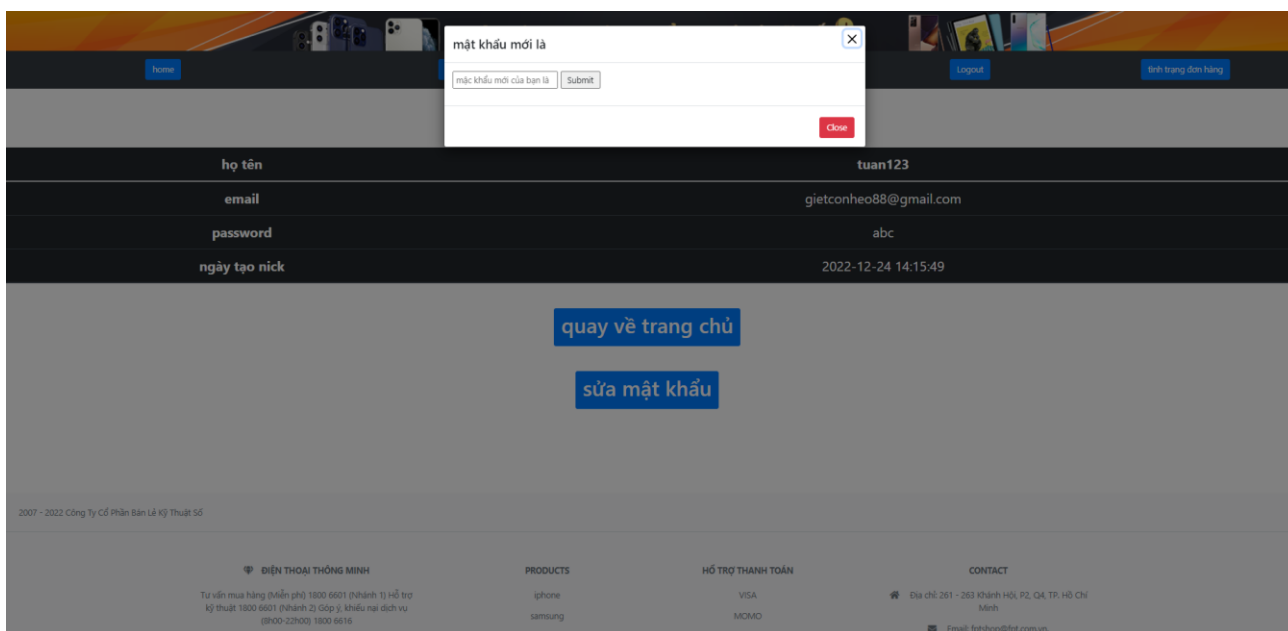 mật khẩu mới là
mặc khẩu mới của bạn là Submit
Close
home
Logout
tình trạng đơn hàng
họ tên tuan123
email gietconheo88@gmail.com
password abc
ngày tạo nick 2022-12-24 14:15:49
quay về trang chủ
sửa mật khẩu
2007 - 2022 Công Ty Cổ Phần Bán Lẻ Kỹ Thuật Số
ĐIỆN THOẠI THÔNG MINH
Tư vấn mua hàng (Miễn phí) 1800 6601 (Nhánh 1) Hỗ trợ
kỹ thuật 1800 6601 (Nhánh 2) Góp ý, khiếu nại dịch vụ
(8h00-22h00) 1800 6616
PRODUCTS
iphone
samsung
HỖ TRỢ THANH TOÁN
VISA
MOMO
CONTACT
Địa chỉ: 261 - 263 Khánh Hội, P2, Q4, TP. Hồ Chí
Minh
Email: fptshop@fpt.com.vn